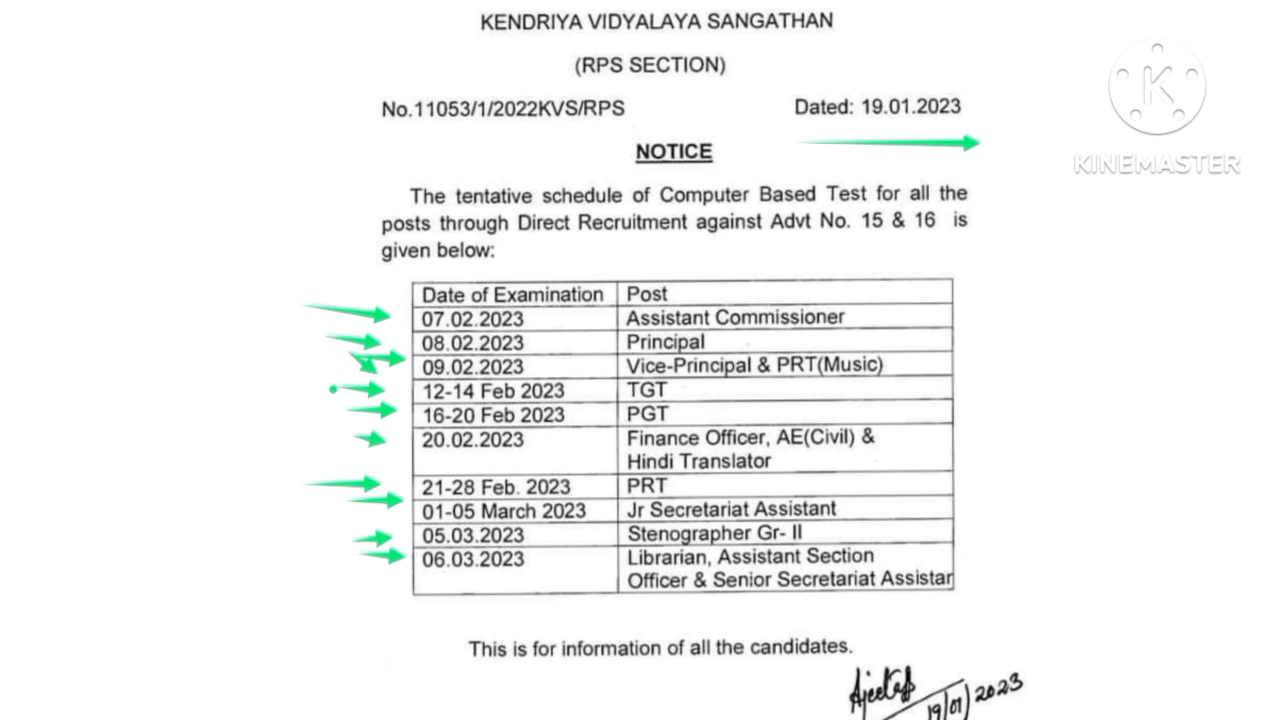 KENDRIYA VIDYALAYA SANGATHAN
(RPS SECTION)
No.11053/1/2022KVS/RPS Dated: 19.01.2023
NOTICE
The tentative schedule of Computer Based Test for all the
posts through Direct Recruitment against Advt No. 15 & 16 is
given below:
Date of Examination Post
07.02.2023 Assistant Commissioner
08.02.2023 Principal
09.02.2023 Vice-Principal & PRT(Music)
12-14 Feb 2023 TGT
16-20 Feb 2023 PGT
20.02.2023 Finance Officer, AE(Civil) &
Hindi Translator
21-28 Feb. 2023 PRT
01-05 March 2023 Jr Secretariat Assistant
05.03.2023 Stenographer Gr- II
06.03.2023 Librarian, Assistant Section
Officer & Senior Secretariat Assistar
This is for information of all the candidates.
19/01/2023
K
KINEMASTER